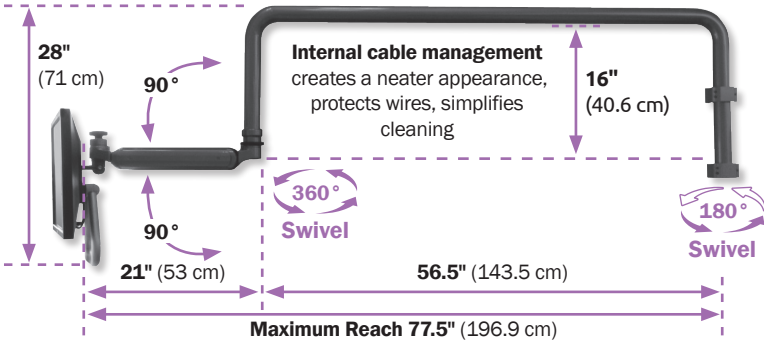 28"
(71 cm)
90°
Internal cable management
creates a neater appearance,
protects wires, simplifies
cleaning
16"
(40.6 cm)
90°
360°
Swivel
180°
Swivel
21" (53 cm)
56.5" (143.5 cm)
Maximum Reach 77.5" (196.9 cm)